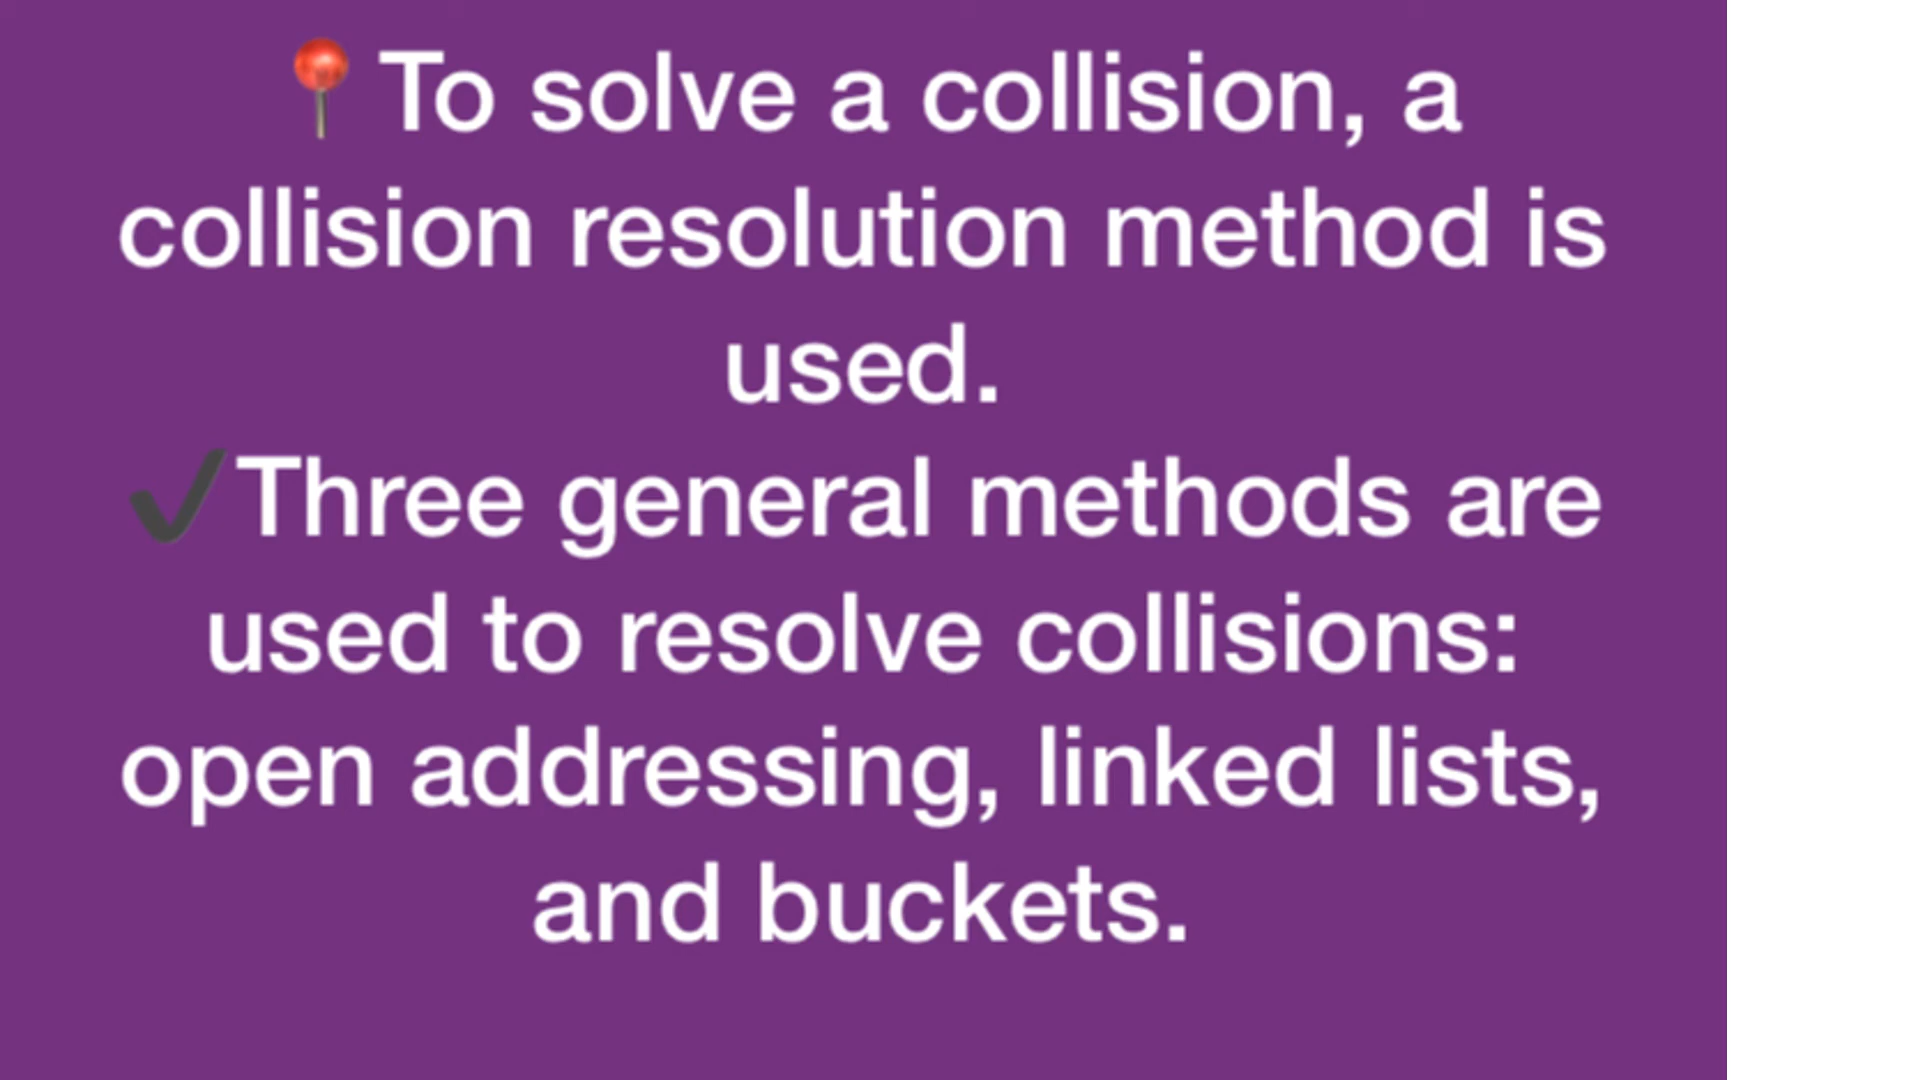 📍To solve a collision, a
collision resolution method is
used.
✔Three general methods are
used to resolve collisions:
open addressing, linked lists,
and buckets.